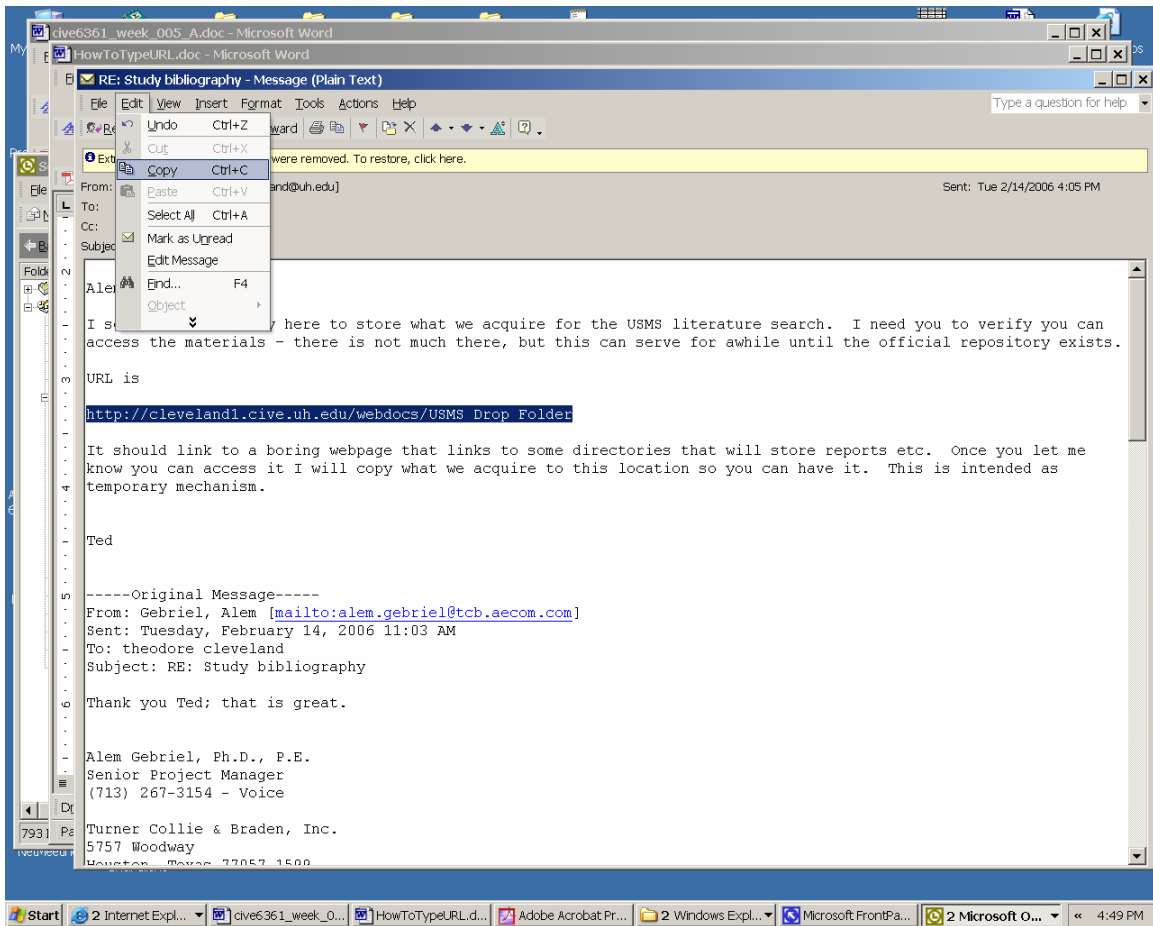 cive6361_week_005_A.doc - Microsoft Word
HowToTypeURL.doc - Microsoft Word
RE: Study bibliography - Message (Plain Text)
File Edit View Insert Format Tools Actions Help
Type a question for help
Undo Ctrl+Z
Cut Ctrl+X
Copy Ctrl+C
Paste Ctrl+V
Select All Ctrl+A
Mark as Unread
Edit Message
Find... F4
Object
were removed. To restore, click here.
From: and@uh.edu]
Sent: Tue 2/14/2006 4:05 PM
To:
Cc:
here to store what we acquire for the USMS literature search. I need you to verify you can
access the materials – there is not much there, but this can serve for awhile until the official repository exists.
URL is
http://cleveland1.cive.uh.edu/webdocs/USMS Drop Folder
It should link to a boring webpage that links to some directories that will store reports etc. Once you let me
know you can access it I will copy what we acquire to this location so you can have it. This is intended as
temporary mechanism.
Ted
-----Original Message-----
From: Gebriel, Alem [mailto:alem.gebriel@tcb.aecom.com]
Sent: Tuesday, February 14, 2006 11:03 AM
To: theodore cleveland
Subject: RE: Study bibliography
Thank you Ted; that is great.
Alem Gebriel, Ph.D., P.E.
Senior Project Manager
(713) 267-3154 - Voice
Turner Collie & Braden, Inc.
5757 Woodway
Houston, Texas 77057-1599
Start
2 Internet Expl...
cive6361_week_0...
HowToTypeURL.d...
Adobe Acrobat Pr...
2 Windows Expl...
Microsoft FrontPa...
2 Microsoft O...
« 4:49 PM